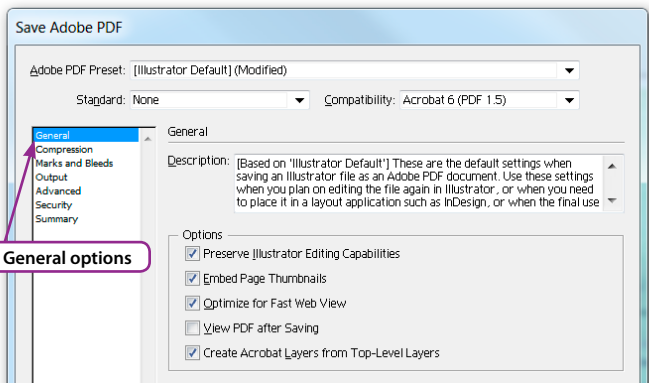 Save Adobe PDF
Adobe PDF Preset: [Illustrator Default] (Modified)
Standard: None
Compatibility: Acrobat 6 (PDF 1.5)
General
Compression
Marks and Bleeds
Output
Advanced
Security
Summary
General options
General
Description: [Based on 'Illustrator Default'] These are the default settings when
saving an Illustrator file as an Adobe PDF document. Use these settings
when you plan on editing the file again in Illustrator, or when you need
to place it in a layout application such as InDesign, or when the final use
Options
Preserve Illustrator Editing Capabilities
Embed Page Thumbnails
Optimize for Fast Web View
View PDF after Saving
Create Acrobat Layers from Top-Level Layers